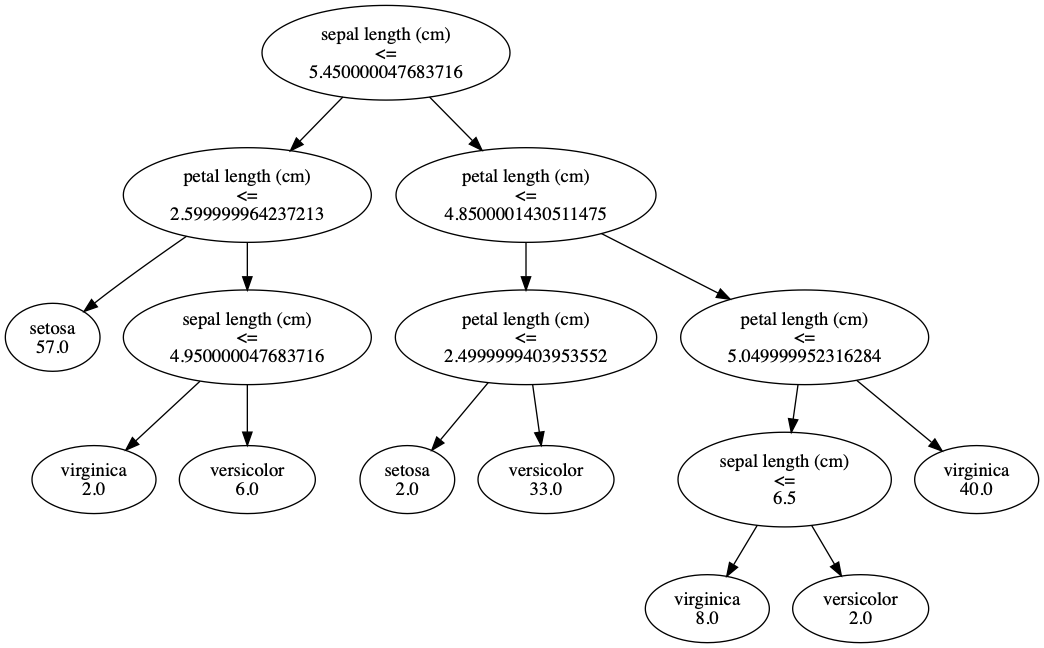 sepal length (cm)
<=
5.450000047683716
petal length (cm)
<=
2.599999964237213
petal length (cm)
<=
4.8500001430511475
setosa
57.0
sepal length (cm)
<=
4.950000047683716
petal length (cm)
<=
2.4999999403953552
petal length (cm)
<=
5.049999952316284
virginica
2.0
versicolor
6.0
setosa
2.0
versicolor
33.0
sepal length (cm)
<=
6.5
virginica
40.0
virginica
8.0
versicolor
2.0